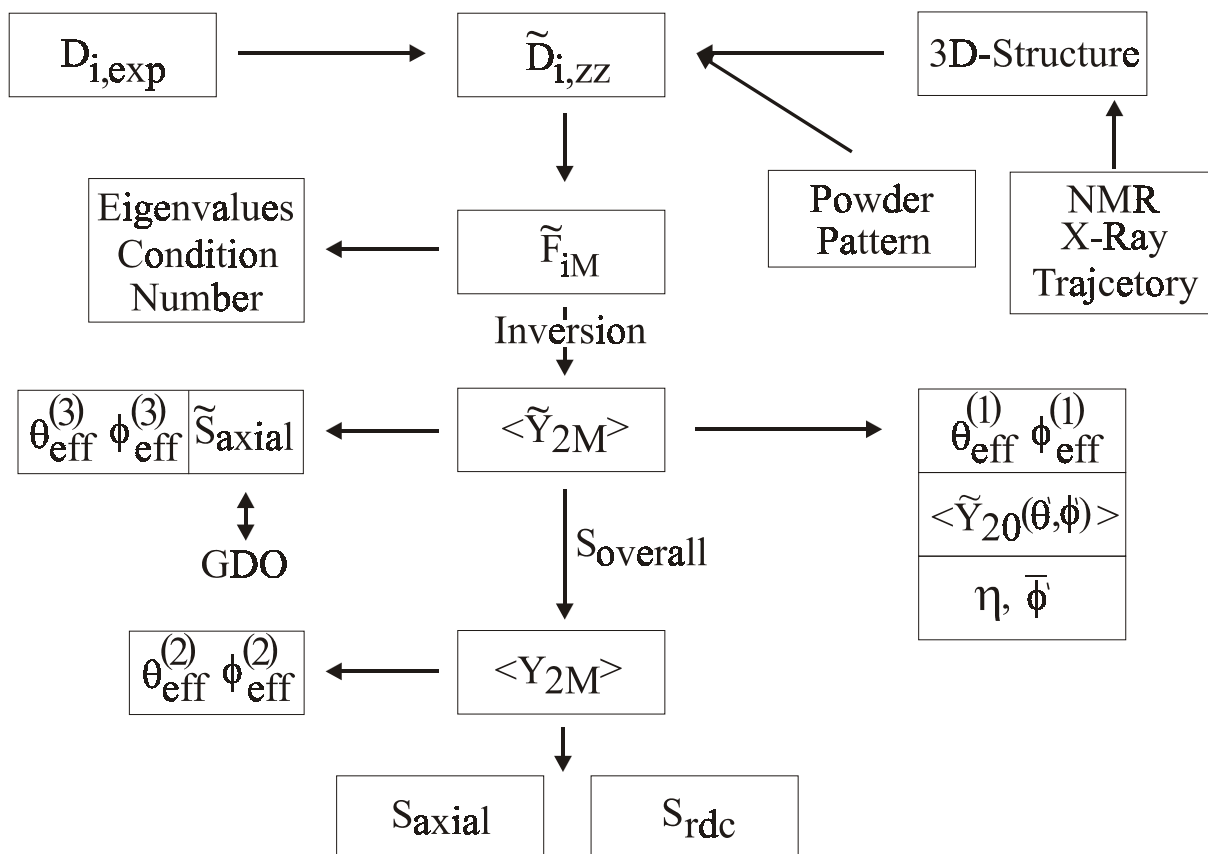 D_i,exp
D̃_i,zz
3D-Structure
Eigenvalues
Condition
Number
F̃_iM
Powder
Pattern
NMR
X-Ray
Trajcetory
Inversion
θ_eff^(3) ϕ_eff^(3)
S̃_axial
<Ỹ_2M>
θ_eff^(1) ϕ_eff^(1)
<Ỹ_20(θ‵,ϕ‵)>
η, ϕ̅‵
GDO
S_overall
θ_eff^(2) ϕ_eff^(2)
<Y_2M>
S_axial
S_rdc